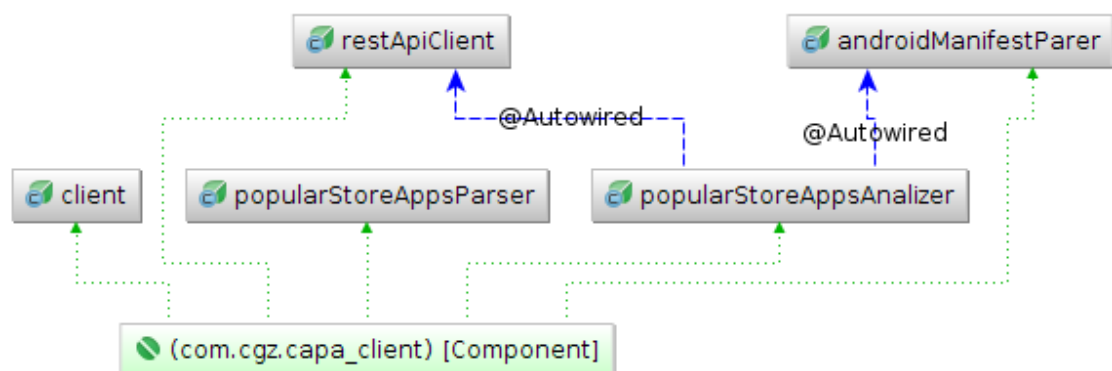 restApiClient
androidManifestParer
@Autowired
@Autowired
client
popularStoreAppsParser
popularStoreAppsAnalizer
(com.cgz.capa_client) [Component]